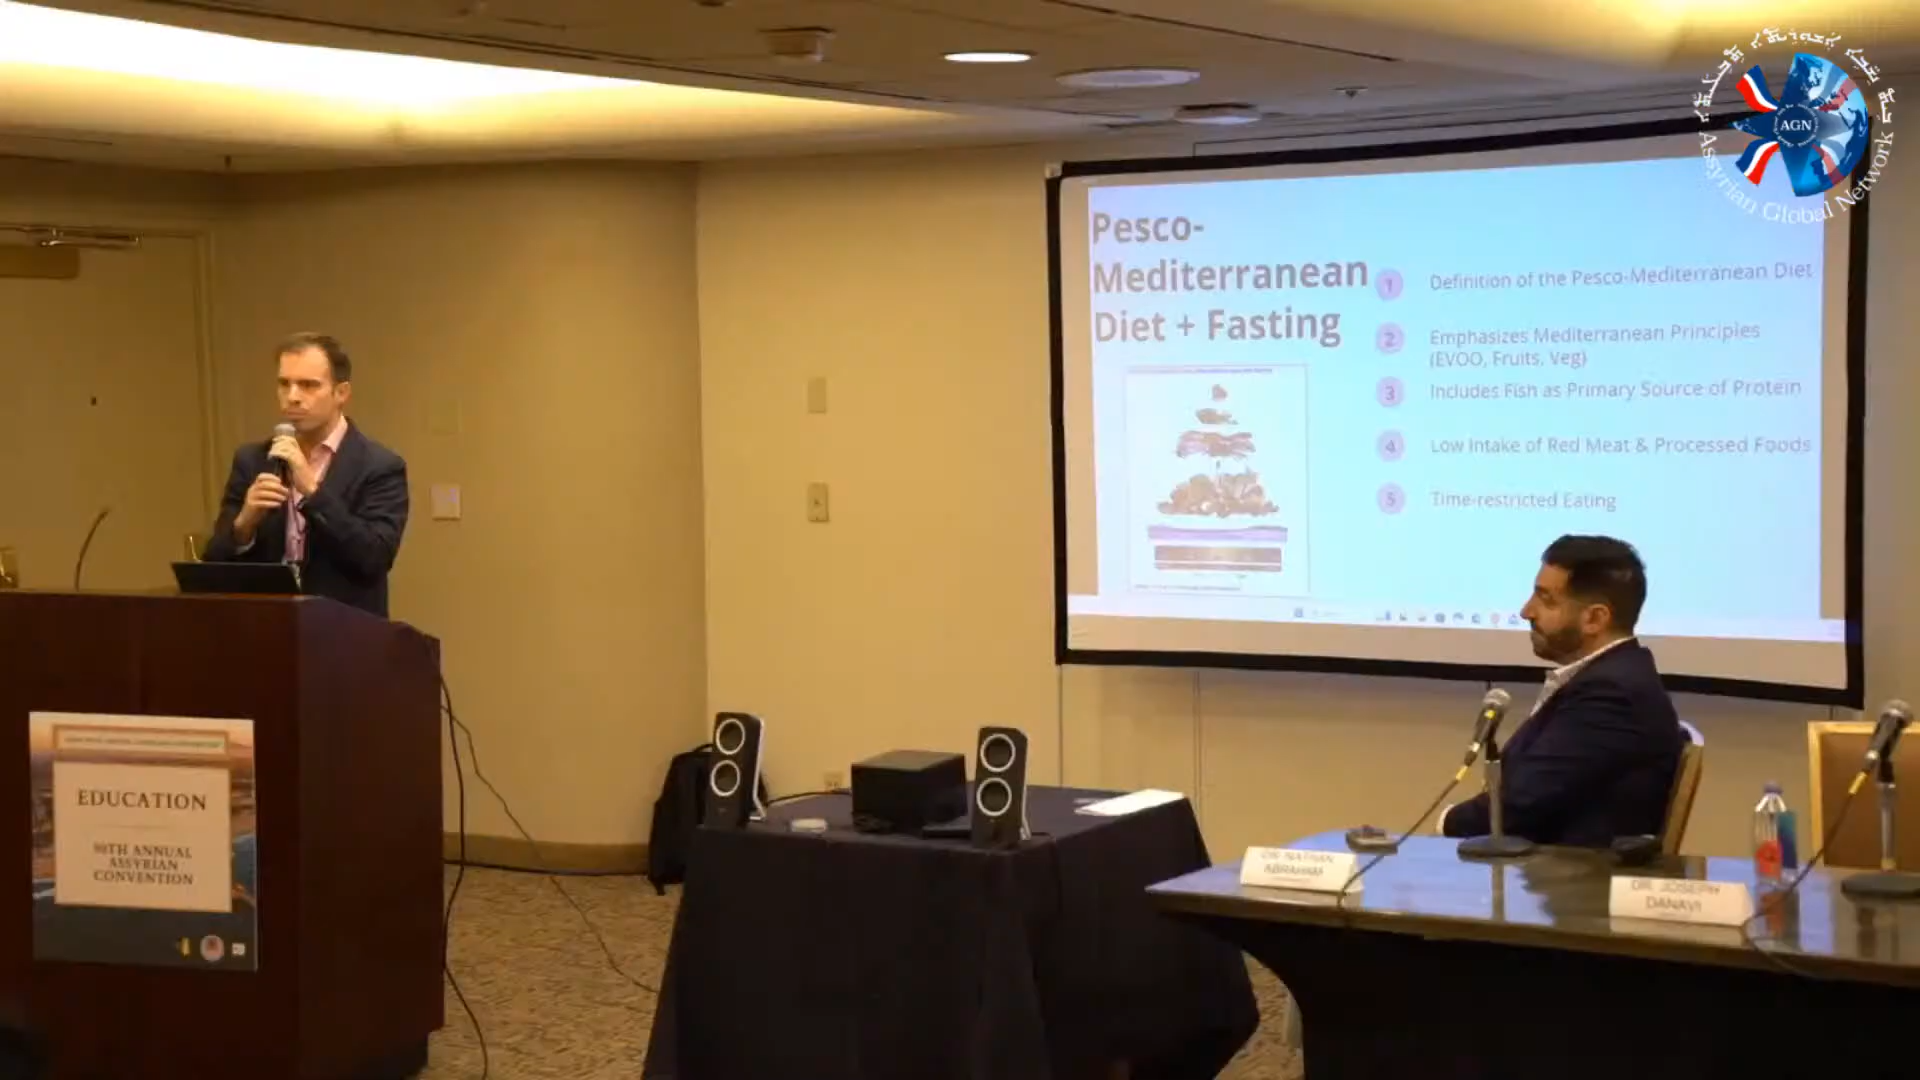 Pesco-
Mediterranean
Diet + Fasting
1 Definition of the Pesco-Mediterranean Diet
2 Emphasizes Mediterranean Principles
(EVOO, Fruits, Veg)
3 Includes Fish as Primary Source of Protein
4 Low Intake of Red Meat & Processed Foods
5 Time-restricted Eating
AGN
Assyrian Global Network
EDUCATION
90TH ANNUAL
ASSYRIAN
CONVENTION
DR. NATHAN
ABRAHAM
DR. JOSEPH
DANAVI